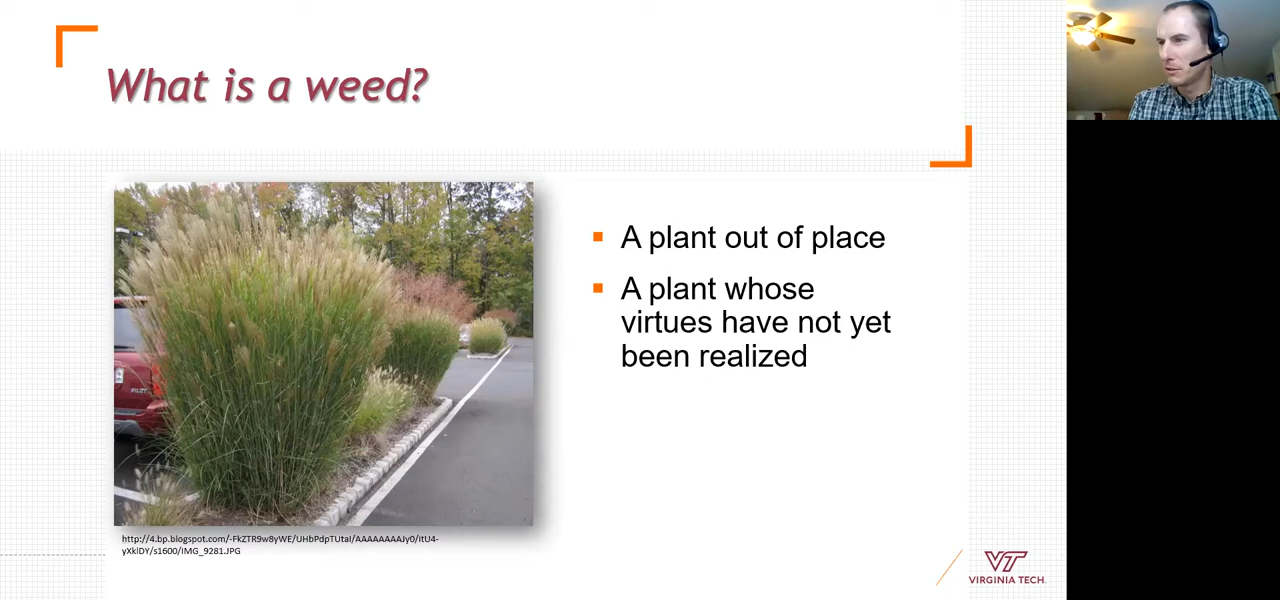 What is a weed?
A plant out of place
A plant whose
virtues have not yet
been realized
http://4.bp.blogspot.com/-FkZTR9w8yWE/UHbPdpTUtaI/AAAAAAAAJy0/itU4-
yXkIDY/s1600/IMG_9281.JPG
VT
VIRGINIA TECH.